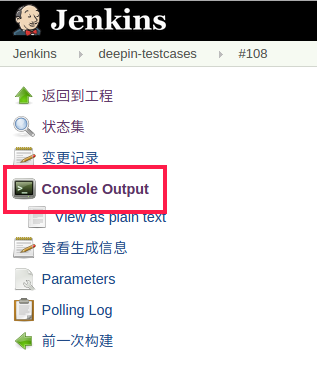 Jenkins
Jenkins deepin-testcases #108
返回到工程
状态集
变更记录
Console Output
View as plain text
查看生成信息
Parameters
Polling Log
前一次构建